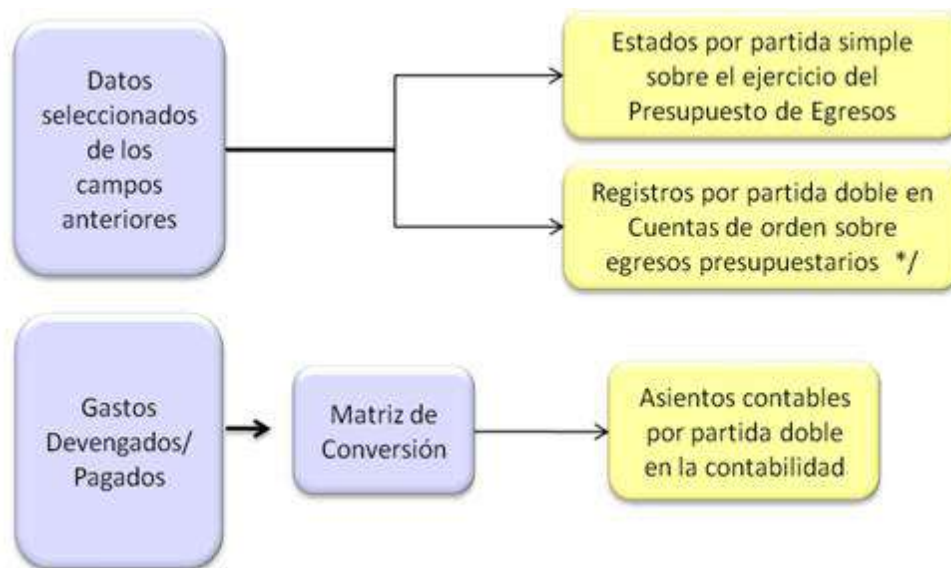 Datos
seleccionados
de los
campos
anteriores
Estados por partida simple
sobre el ejercicio del
Presupuesto de Egresos
Registros por partida doble en
Cuentas de orden sobre
egresos presupuestarios */
Gastos
Devengados/
Pagados
Matriz de
Conversión
Asientos contables
por partida doble
en la contabilidad